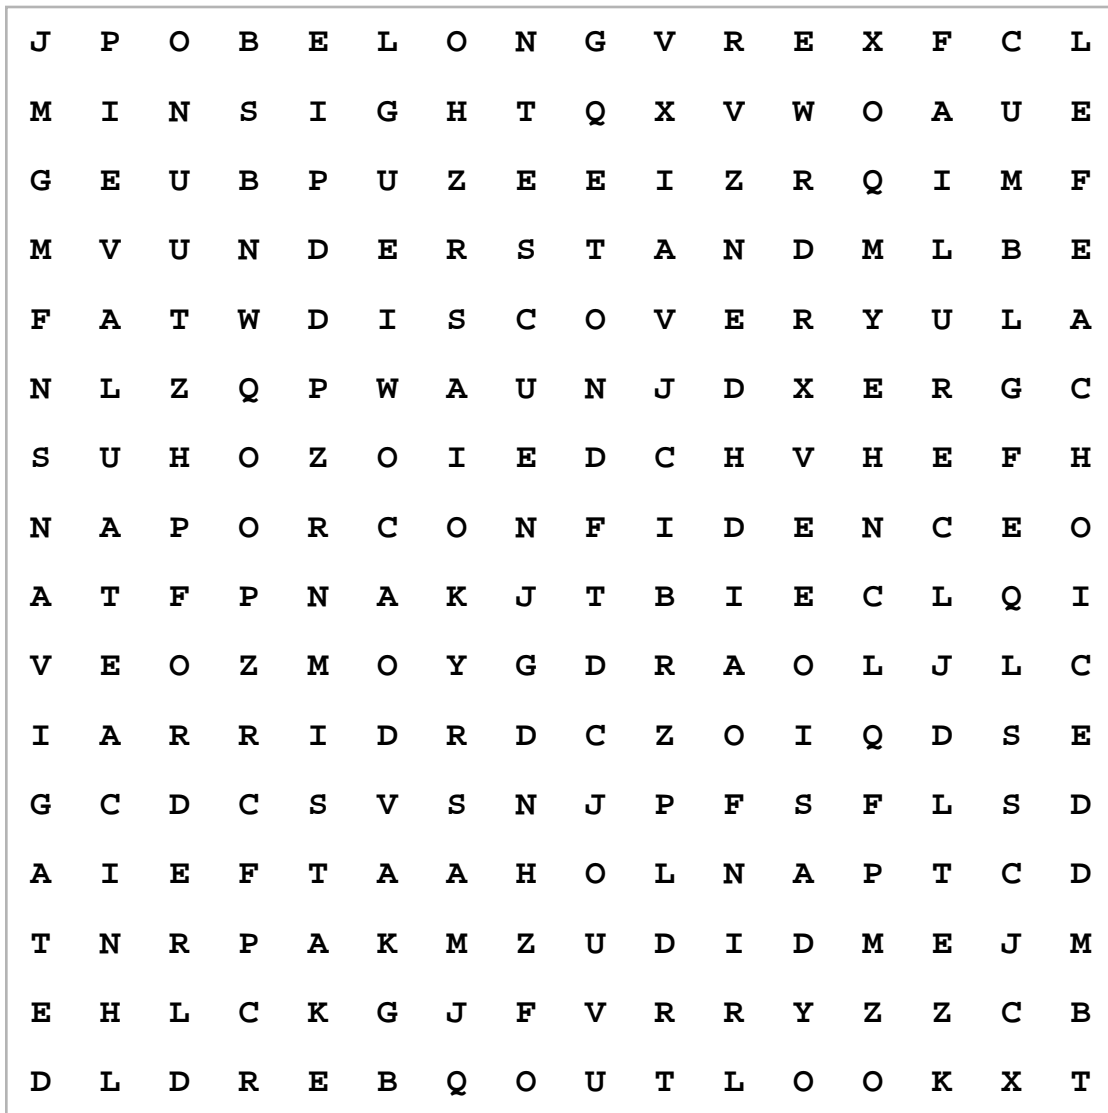 J P O B E L O N G V R E X F C L
M I N S I G H T Q X V W O A U E
G E U B P U Z E E I Z R Q I M F
M V U N D E R S T A N D M L B E
F A T W D I S C O V E R Y U L A
N L Z Q P W A U N J D X E R G C
S U H O Z O I E D C H V H E F H
N A P O R C O N F I D E N C E O
A T F P N A K J T B I E C L Q I
V E O Z M O Y G D R A O L J L C
I A R R I D R D C Z O I Q D S E
G C D C S V S N J P F S F L S D
A I E F T A A H O L N A P T C D
T N R P A K M Z U D I D M E J M
E H L C K G J F V R R Y Z Z C B
D L D R E B Q O U T L O O K X T